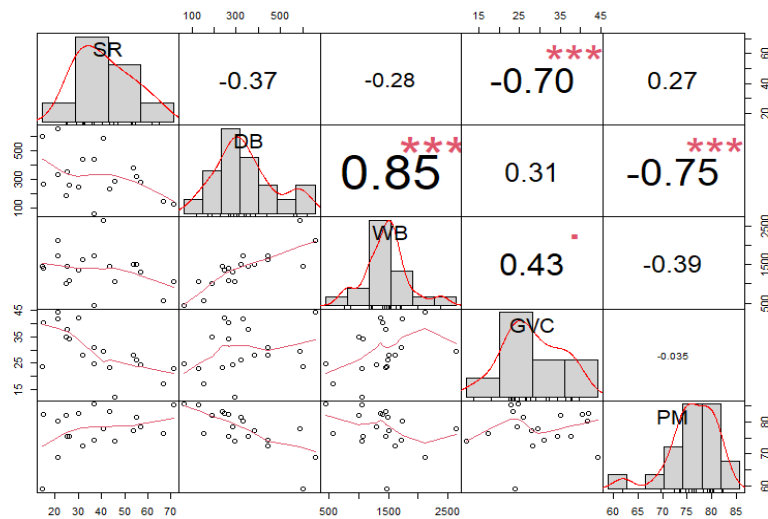 100 300 500 15 25 35 45
SR -0.37 -0.28 -0.70 *** 0.27 20 40 60
100 300 500 DB 0.85 *** 0.31 -0.75 ***
WB 0.43 . -0.39 500 1500 2500
15 25 35 45 GVC -0.035
PM 60 70 80
20 30 40 50 60 70 500 1500 2500 60 65 70 75 80 85